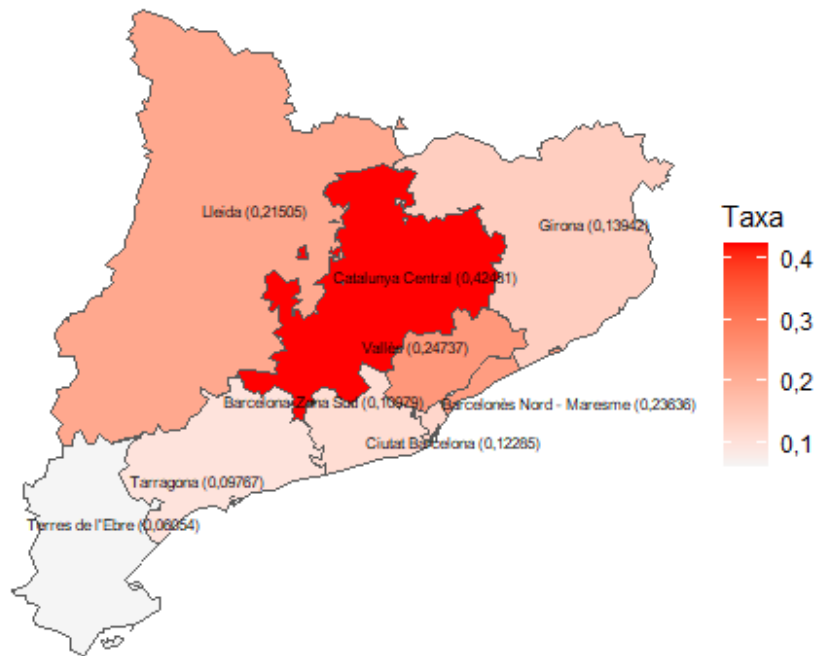 Lleida (0,21505)
Girona (0,13942)
Taxa
0,4
Catalunya Central (0,42481)
0,3
Vallès (0,24737)
0,2
Barcelona-Zona Sud (0,10979)
Barcelonès Nord - Maresme (0,23636)
Ciutat Barcelona (0,12285)
0,1
Tarragona (0,09767)
Terres de l'Ebre (0,06254)